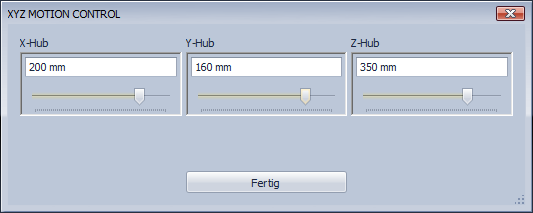 XYZ MOTION CONTROL
X-Hub Y-Hub Z-Hub
200 mm 160 mm 350 mm
Fertig